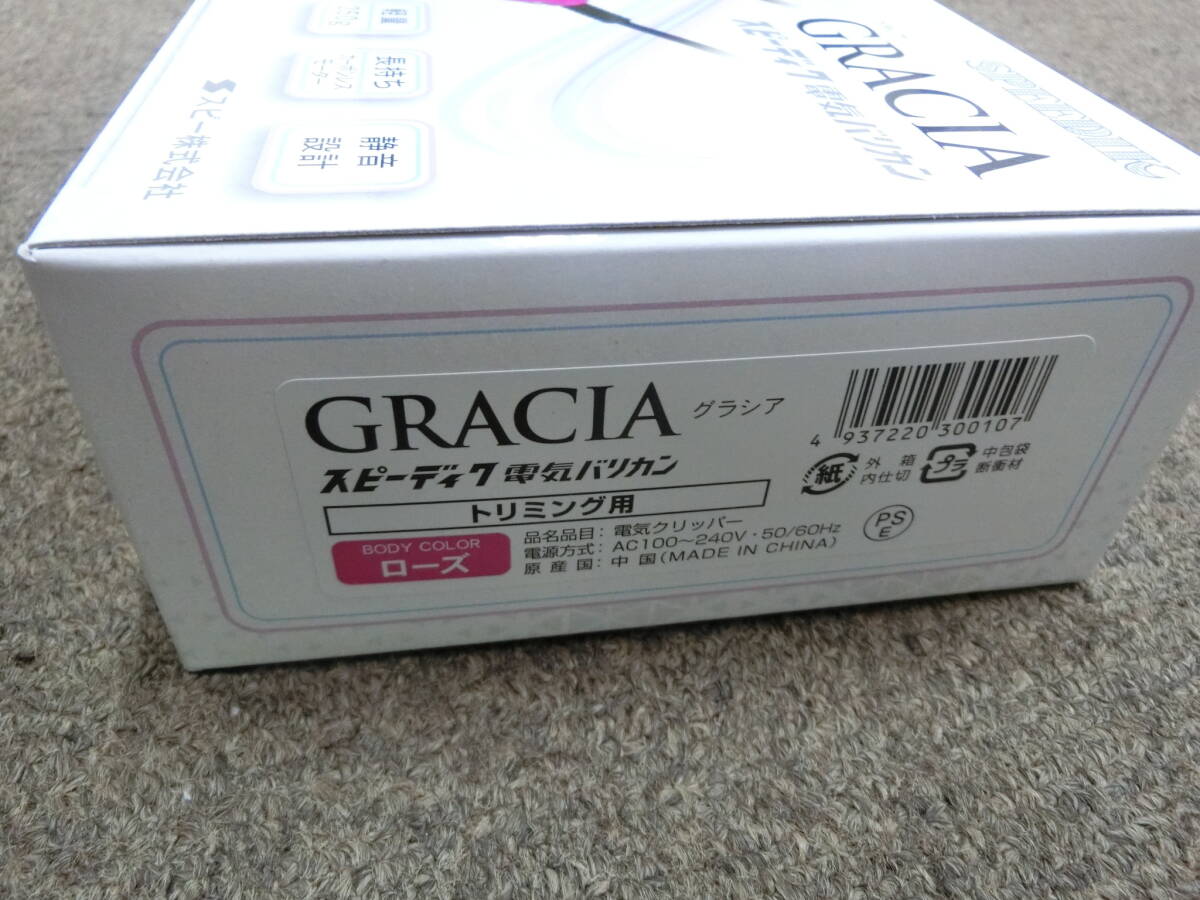 SPEEDIK
GRACIA
スピーディク 電気バリカン
軽量
長持ち
静音
設計
スピー株式会社
GRACIA グラシア
スピーディク電気バリカン
トリミング用
BODY COLOR
ローズ
品名品目：電気クリッパー
電源方式：AC100～240V・50/60Hz
原産国：中国(MADE IN CHINA)
4 937220 300107
紙 外箱
内仕切
プラ 中包袋
断衝材
PS
E